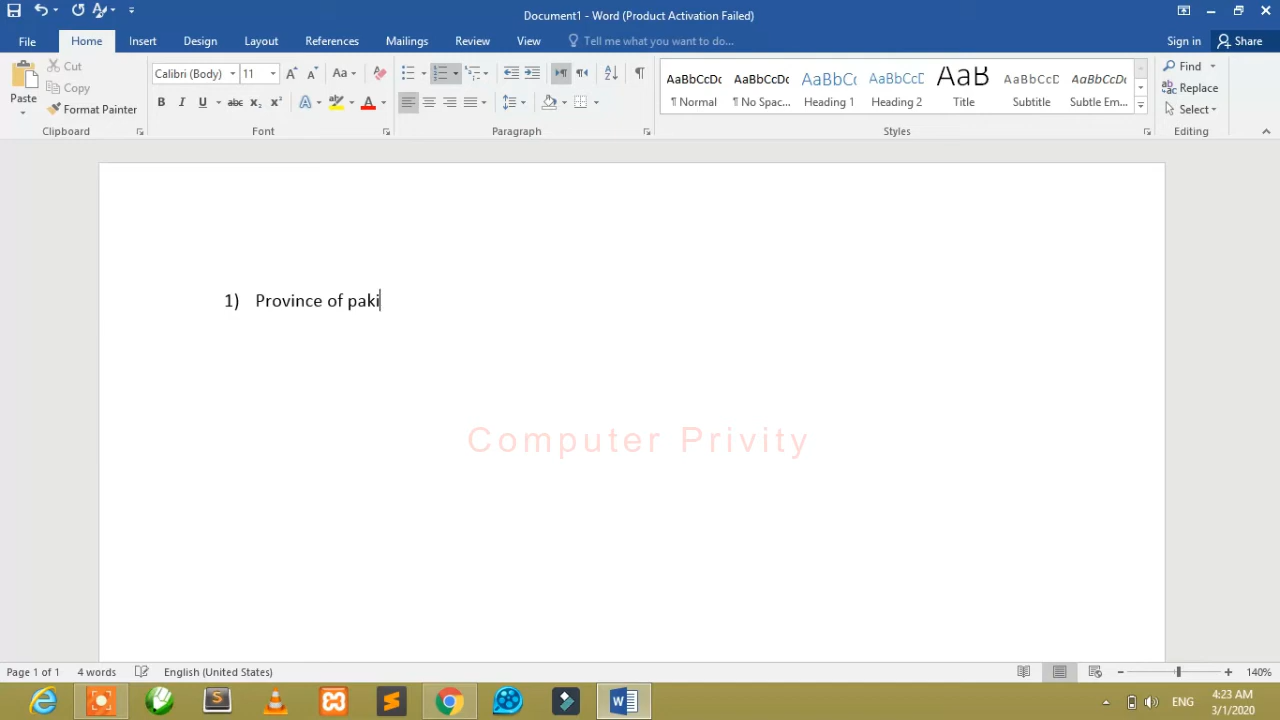 Document1 - Word (Product Activation Failed)
File Home Insert Design Layout References Mailings Review View Tell me what you want to do... Sign in Share
Paste
Cut
Copy
Format Painter
Clipboard
Calibri (Body) 11
Font
Paragraph
AaBbCcDc AaBbCcDc AaBbCc AaBbCcD AaB AaBbCcD AaBbCcDc
¶ Normal ¶ No Spac... Heading 1 Heading 2 Title Subtitle Subtle Em...
Styles
Find
Replace
Select
Editing
1) Province of paki
Computer Privity
Page 1 of 1 4 words English (United States) 140%
ENG
4:23 AM
3/1/2020